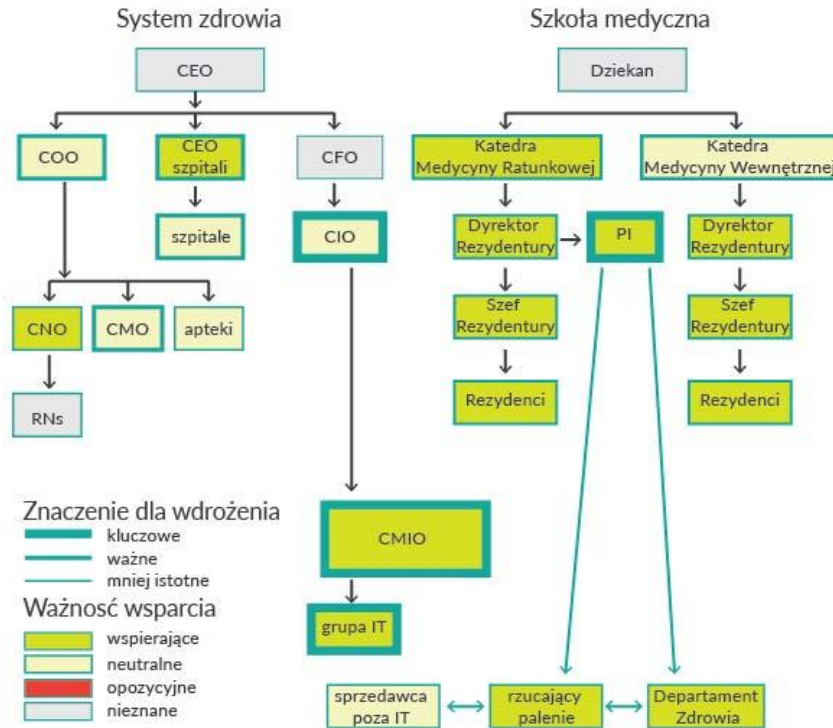 System zdrowia
Szkoła medyczna
CEO
Dziekan
COO
CEO
szpitali
CFO
Katedra
Medycyny Ratunkowej
Katedra
Medycyny Wewnętrznej
szpitale
CIO
Dyrektor
Rezydentury
PI
Dyrektor
Rezydentury
CNO
CMO
apteki
Szef
Rezydentury
Szef
Rezydentury
RNs
Rezydenci
Rezydenci
Znaczenie dla wdrożenia
kluczowe
ważne
mniej istotne
Ważność wsparcia
wspierające
neutralne
opozycyjne
nieznane
CMIO
grupa IT
sprzedawca
poza IT
rzucający
palenie
Departament
Zdrowia